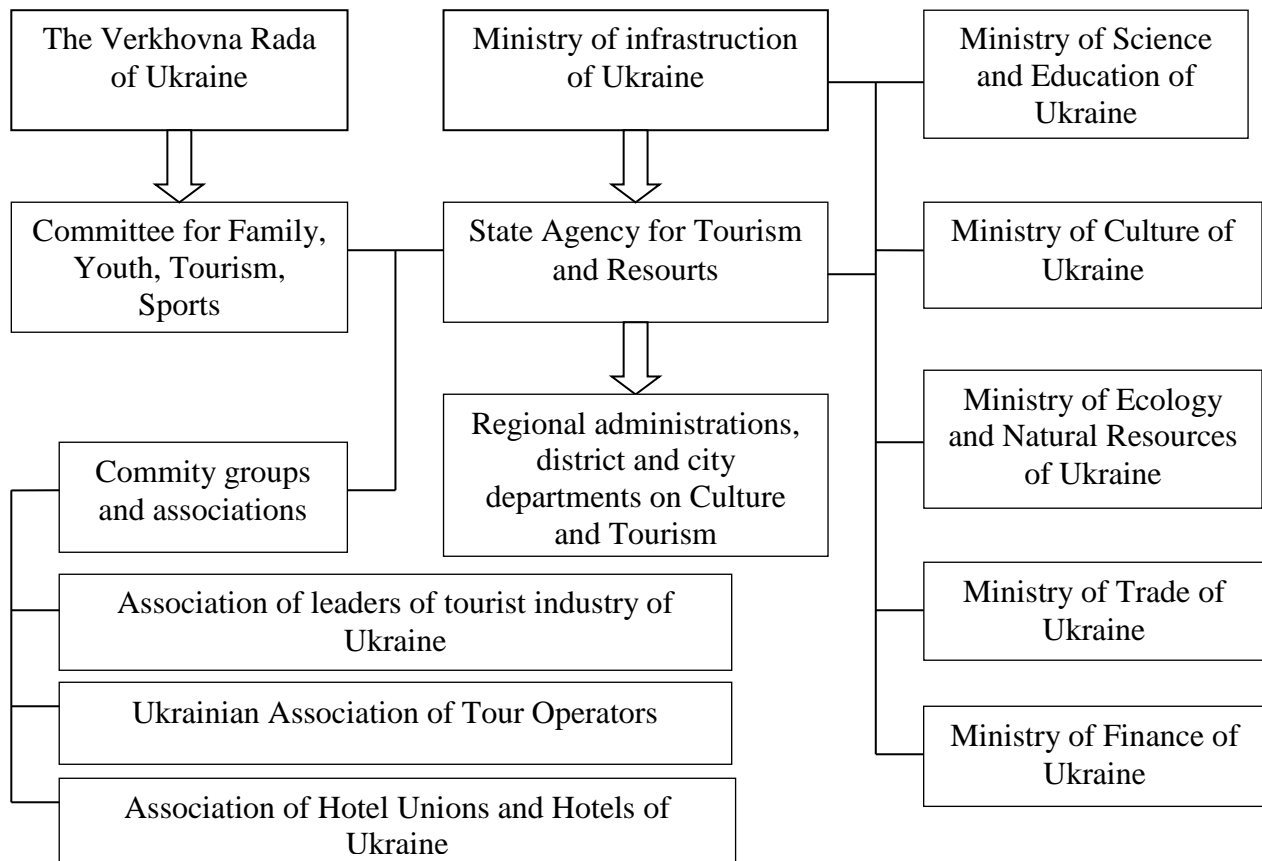 The Verkhovna Rada
of Ukraine
Ministry of infrastruction
of Ukraine
Ministry of Science
and Education of
Ukraine
Committee for Family,
Youth, Tourism,
Sports
State Agency for Tourism
and Resourts
Ministry of Culture of
Ukraine
Regional administrations,
district and city
departments on Culture
and Tourism
Ministry of Ecology
and Natural Resources
of Ukraine
Commity groups
and associations
Association of leaders of tourist industry of
Ukraine
Ministry of Trade of
Ukraine
Ukrainian Association of Tour Operators
Ministry of Finance of
Ukraine
Association of Hotel Unions and Hotels of
Ukraine